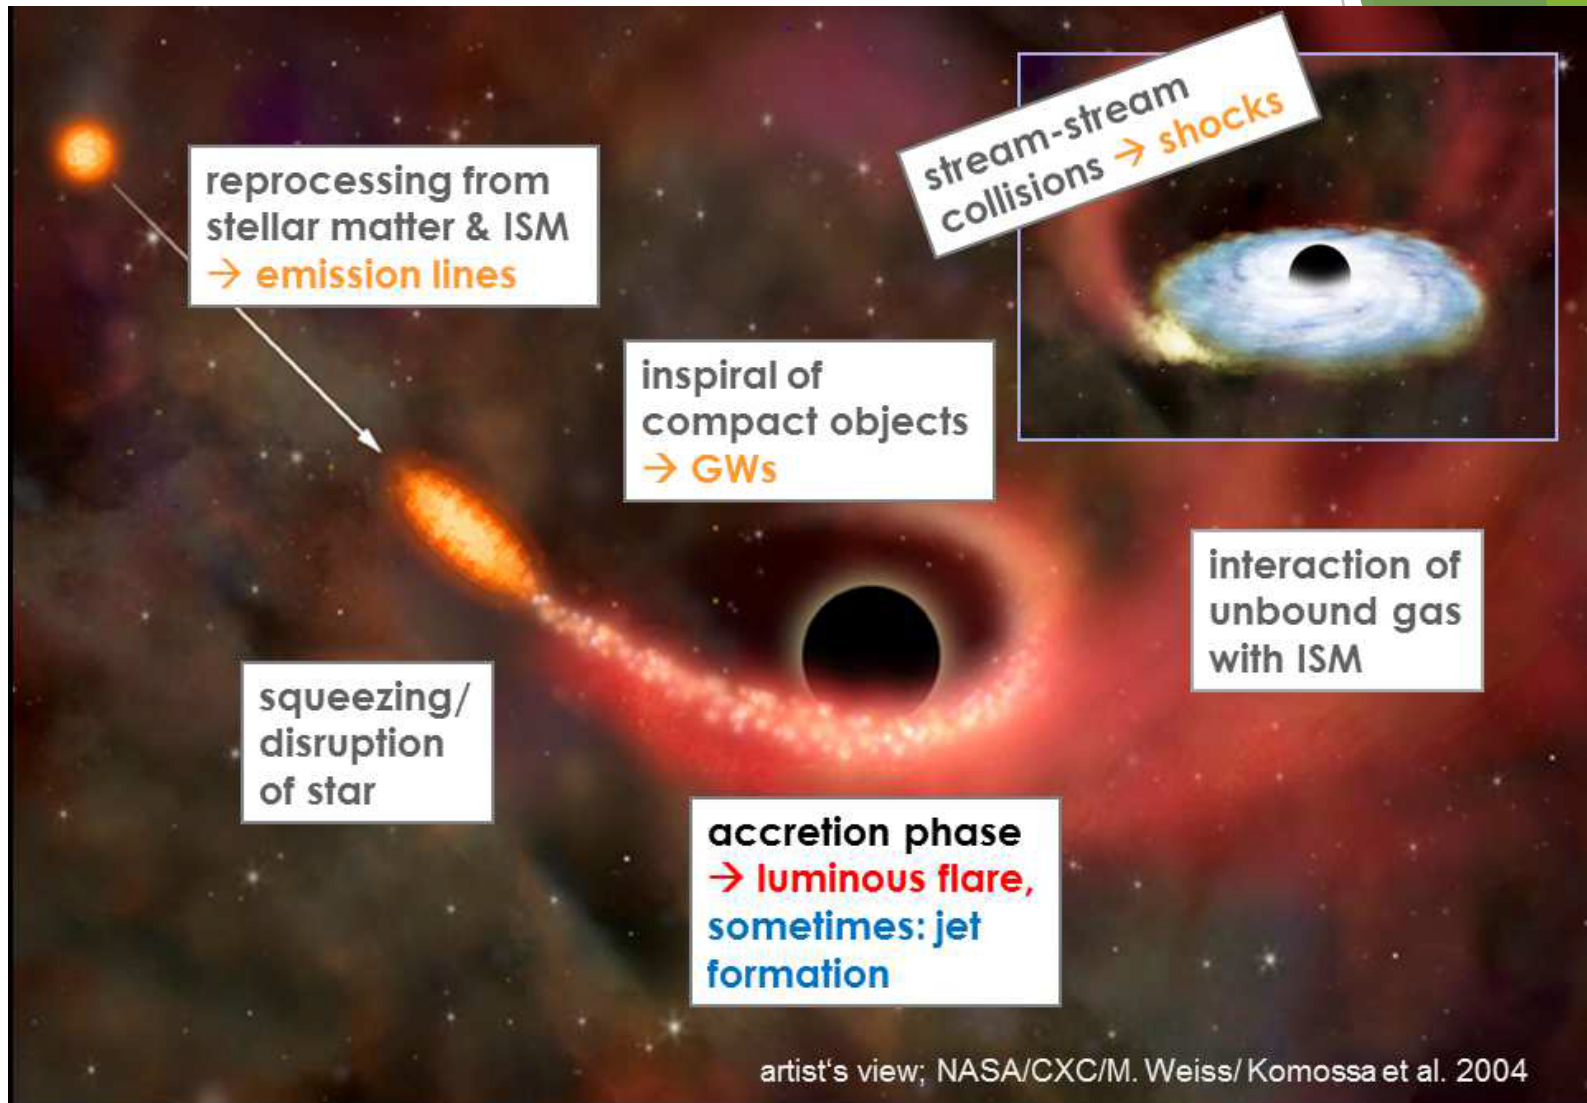 stream-stream
collisions → shocks
reprocessing from
stellar matter & ISM
→ emission lines
inspiral of
compact objects
→ GWs
interaction of
unbound gas
with ISM
squeezing/
disruption
of star
accretion phase
→ luminous flare,
sometimes: jet
formation
artist's view; NASA/CXC/M. Weiss/ Komossa et al. 2004